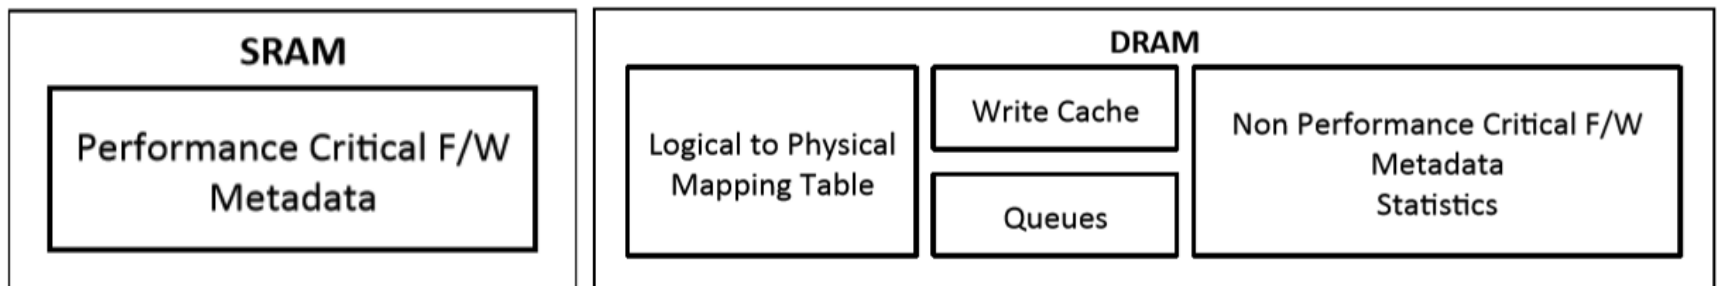 SRAM
Performance Critical F/W
Metadata
DRAM
Logical to Physical
Mapping Table
Write Cache
Queues
Non Performance Critical F/W
Metadata
Statistics